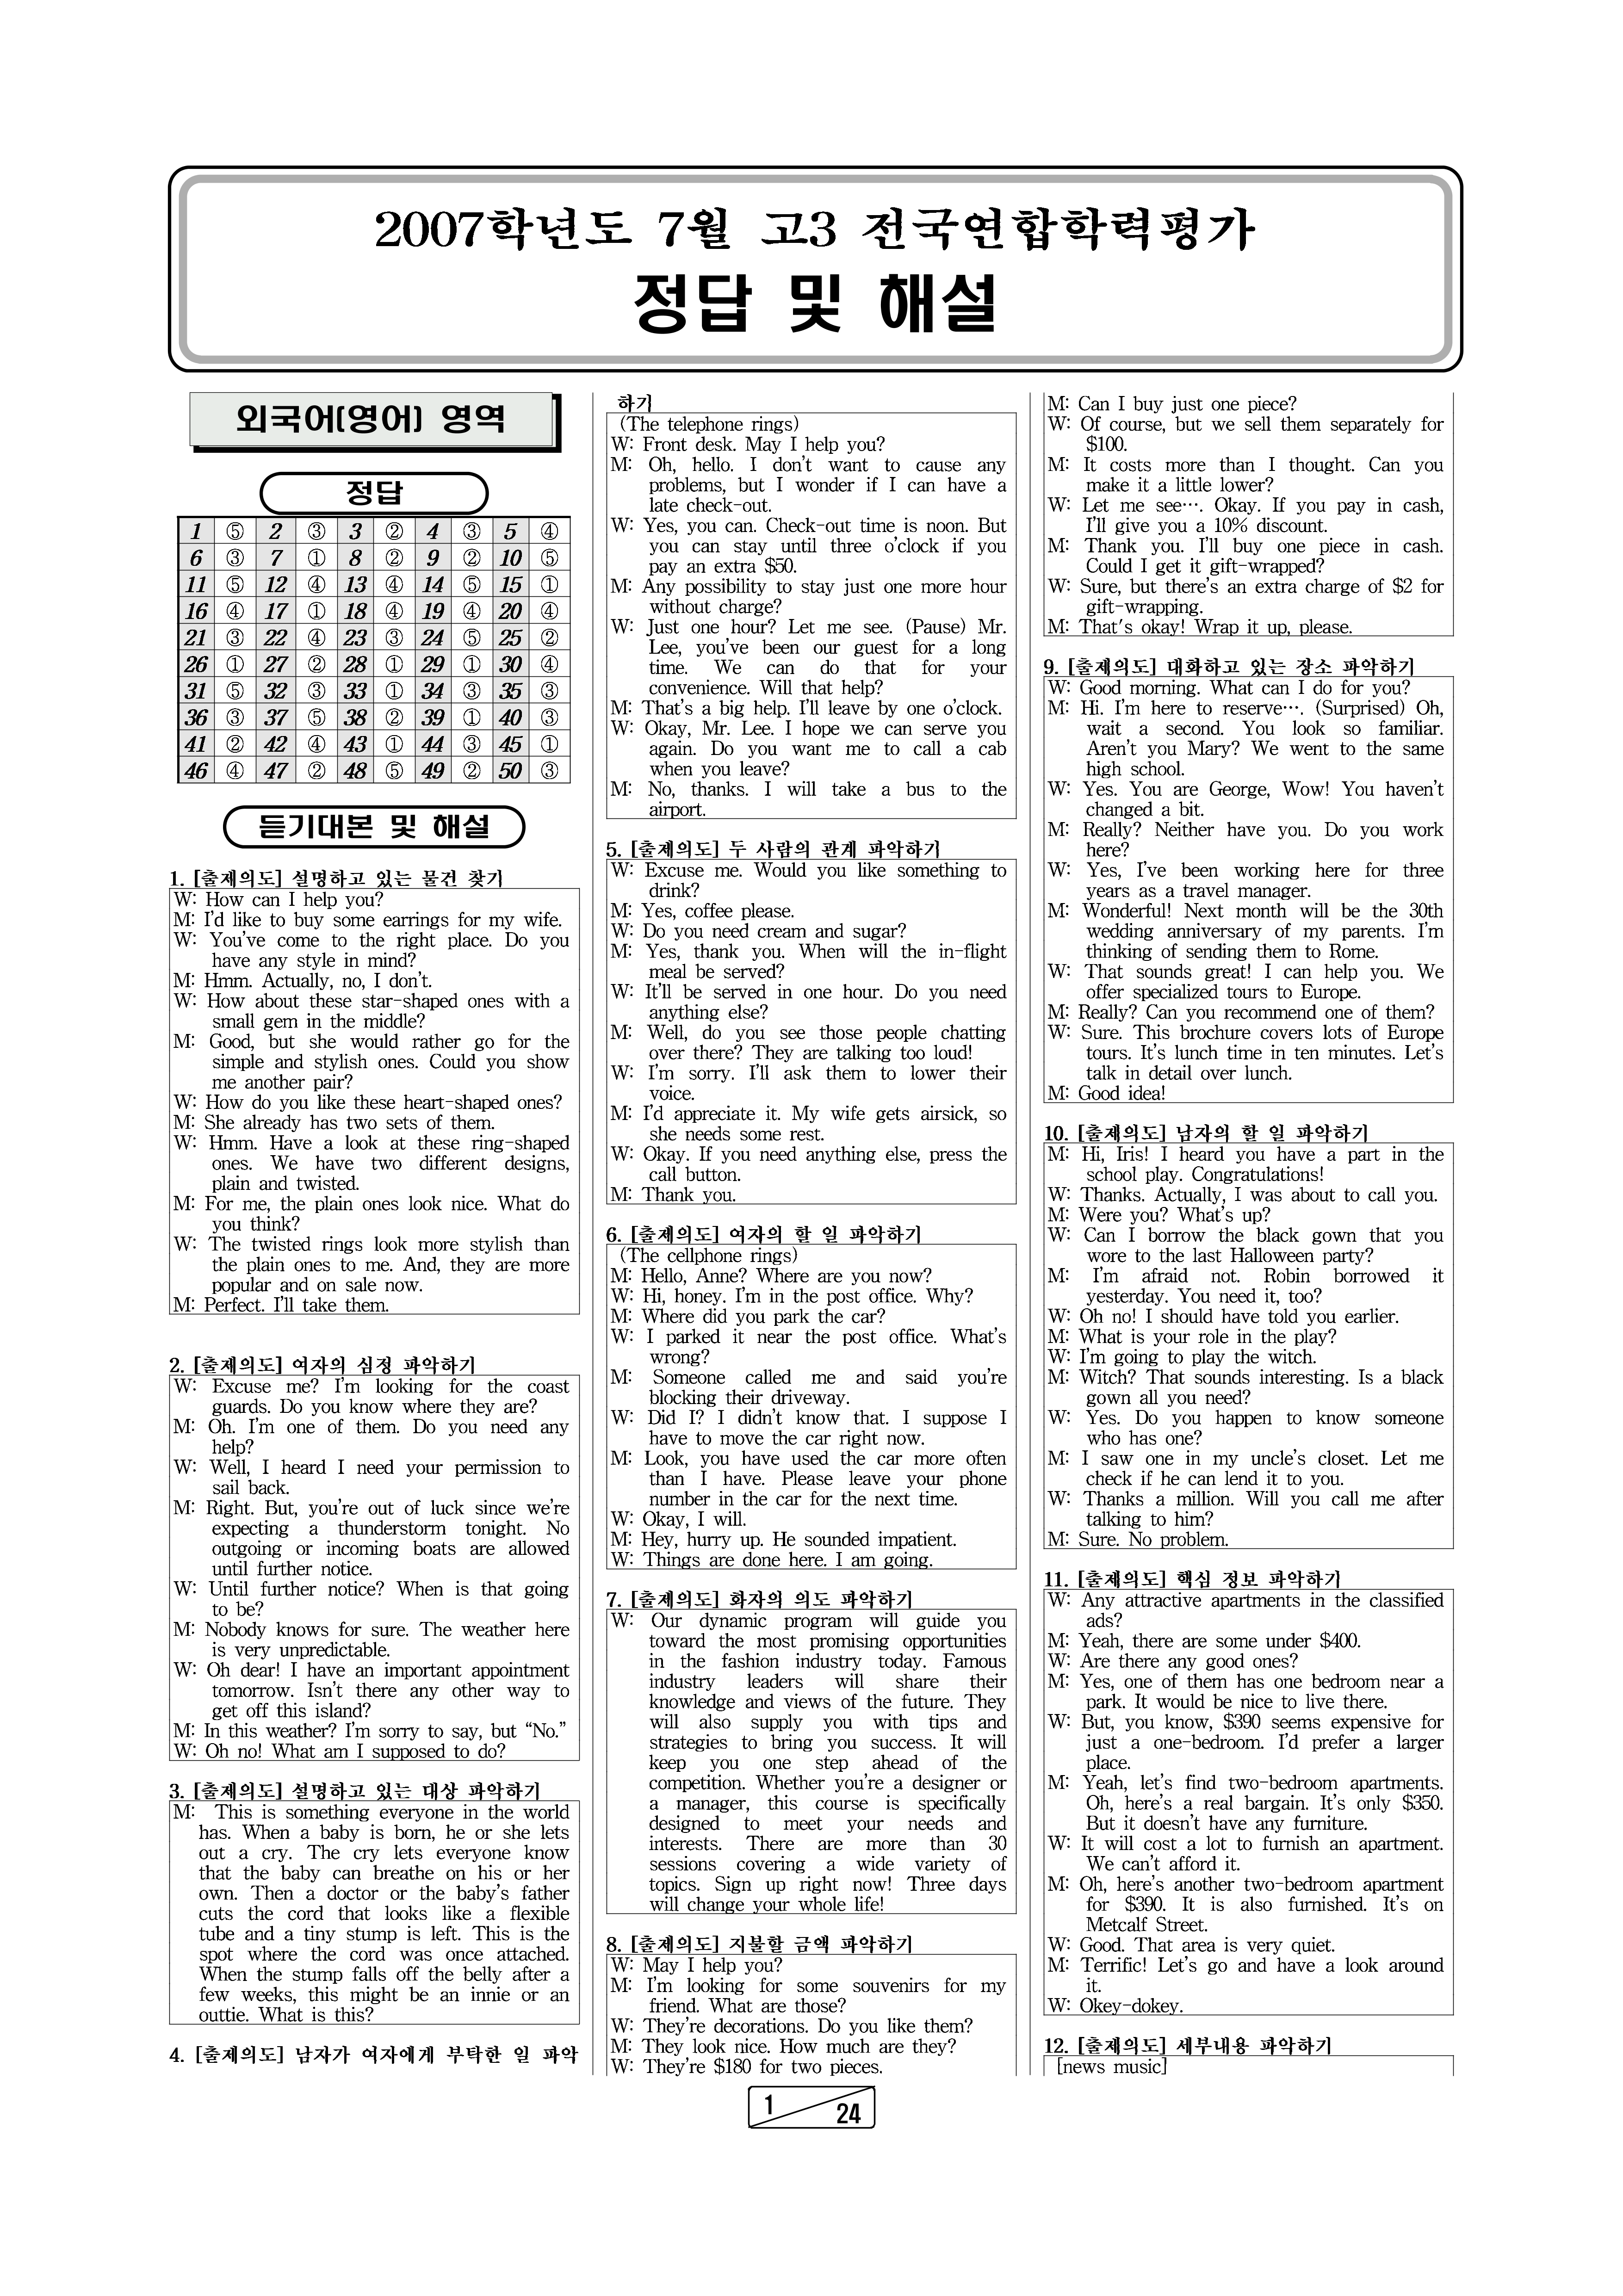 2007학년도 7월 고3 전국연합학력평가
정답 및 해설
외국어(영어) 영역
정답
1 ⑤ 2 ③ 3 ② 4 ③ 5 ④
6 ③ 7 ① 8 ② 9 ② 10 ⑤
11 ⑤ 12 ④ 13 ④ 14 ⑤ 15 ①
16 ④ 17 ① 18 ④ 19 ④ 20 ④
21 ③ 22 ④ 23 ③ 24 ⑤ 25 ②
26 ① 27 ② 28 ① 29 ① 30 ④
31 ⑤ 32 ③ 33 ① 34 ③ 35 ③
36 ③ 37 ⑤ 38 ② 39 ① 40 ③
41 ② 42 ④ 43 ① 44 ③ 45 ①
46 ④ 47 ② 48 ⑤ 49 ② 50 ③
듣기대본 및 해설
1. [출제의도] 설명하고 있는 물건 찾기
W: How can I help you?
M: I'd like to buy some earrings for my wife.
W: You've come to the right place. Do you
have any style in mind?
M: Hmm. Actually, no, I don't.
W: How about these star-shaped ones with a
small gem in the middle?
M: Good, but she would rather go for the
simple and stylish ones. Could you show
me another pair?
W: How do you like these heart-shaped ones?
M: She already has two sets of them.
W: Hmm. Have a look at these ring-shaped
ones. We have two different designs,
plain and twisted.
M: For me, the plain ones look nice. What do
you think?
W: The twisted rings look more stylish than
the plain ones to me. And, they are more
popular and on sale now.
M: Perfect. I'll take them.
2. [출제의도] 여자의 심정 파악하기
W: Excuse me? I'm looking for the coast
guards. Do you know where they are?
M: Oh. I'm one of them. Do you need any
help?
W: Well, I heard I need your permission to
sail back.
M: Right. But, you're out of luck since we're
expecting a thunderstorm tonight. No
outgoing or incoming boats are allowed
until further notice.
W: Until further notice? When is that going
to be?
M: Nobody knows for sure. The weather here
is very unpredictable.
W: Oh dear! I have an important appointment
tomorrow. Isn't there any other way to
get off this island?
M: In this weather? I'm sorry to say, but “No.”
W: Oh no! What am I supposed to do?
3. [출제의도] 설명하고 있는 대상 파악하기
M: This is something everyone in the world
has. When a baby is born, he or she lets
out a cry. The cry lets everyone know
that the baby can breathe on his or her
own. Then a doctor or the baby's father
cuts the cord that looks like a flexible
tube and a tiny stump is left. This is the
spot where the cord was once attached.
When the stump falls off the belly after a
few weeks, this might be an innie or an
outtie. What is this?
4. [출제의도] 남자가 여자에게 부탁한 일 파악
하기
(The telephone rings)
W: Front desk. May I help you?
M: Oh, hello. I don't want to cause any
problems, but I wonder if I can have a
late check-out.
W: Yes, you can. Check-out time is noon. But
you can stay until three o'clock if you
pay an extra $50.
M: Any possibility to stay just one more hour
without charge?
W: Just one hour? Let me see. (Pause) Mr.
Lee, you've been our guest for a long
time. We can do that for your
convenience. Will that help?
M: That's a big help. I'll leave by one o'clock.
W: Okay, Mr. Lee. I hope we can serve you
again. Do you want me to call a cab
when you leave?
M: No, thanks. I will take a bus to the
airport.
5. [출제의도] 두 사람의 관계 파악하기
W: Excuse me. Would you like something to
drink?
M: Yes, coffee please.
W: Do you need cream and sugar?
M: Yes, thank you. When will the in-flight
meal be served?
W: It'll be served in one hour. Do you need
anything else?
M: Well, do you see those people chatting
over there? They are talking too loud!
W: I'm sorry. I'll ask them to lower their
voice.
M: I'd appreciate it. My wife gets airsick, so
she needs some rest.
W: Okay. If you need anything else, press the
call button.
M: Thank you.
6. [출제의도] 여자의 할 일 파악하기
(The cellphone rings)
M: Hello, Anne? Where are you now?
W: Hi, honey. I'm in the post office. Why?
M: Where did you park the car?
W: I parked it near the post office. What's
wrong?
M: Someone called me and said you're
blocking their driveway.
W: Did I? I didn't know that. I suppose I
have to move the car right now.
M: Look, you have used the car more often
than I have. Please leave your phone
number in the car for the next time.
W: Okay, I will.
M: Hey, hurry up. He sounded impatient.
W: Things are done here. I am going.
7. [출제의도] 화자의 의도 파악하기
W: Our dynamic program will guide you
toward the most promising opportunities
in the fashion industry today. Famous
industry leaders will share their
knowledge and views of the future. They
will also supply you with tips and
strategies to bring you success. It will
keep you one step ahead of the
competition. Whether you're a designer or
a manager, this course is specifically
designed to meet your needs and
interests. There are more than 30
sessions covering a wide variety of
topics. Sign up right now! Three days
will change your whole life!
8. [출제의도] 지불할 금액 파악하기
W: May I help you?
M: I'm looking for some souvenirs for my
friend. What are those?
W: They're decorations. Do you like them?
M: They look nice. How much are they?
W: They're $180 for two pieces.
M: Can I buy just one piece?
W: Of course, but we sell them separately for
$100.
M: It costs more than I thought. Can you
make it a little lower?
W: Let me see…. Okay. If you pay in cash,
I'll give you a 10% discount.
M: Thank you. I'll buy one piece in cash.
Could I get it gift-wrapped?
W: Sure, but there's an extra charge of $2 for
gift-wrapping.
M: That's okay! Wrap it up, please.
9. [출제의도] 대화하고 있는 장소 파악하기
W: Good morning. What can I do for you?
M: Hi. I'm here to reserve…. (Surprised) Oh,
wait a second. You look so familiar.
Aren't you Mary? We went to the same
high school.
W: Yes. You are George, Wow! You haven't
changed a bit.
M: Really? Neither have you. Do you work
here?
W: Yes, I've been working here for three
years as a travel manager.
M: Wonderful! Next month will be the 30th
wedding anniversary of my parents. I'm
thinking of sending them to Rome.
W: That sounds great! I can help you. We
offer specialized tours to Europe.
M: Really? Can you recommend one of them?
W: Sure. This brochure covers lots of Europe
tours. It's lunch time in ten minutes. Let's
talk in detail over lunch.
M: Good idea!
10. [출제의도] 남자의 할 일 파악하기
M: Hi, Iris! I heard you have a part in the
school play. Congratulations!
W: Thanks. Actually, I was about to call you.
M: Were you? What's up?
W: Can I borrow the black gown that you
wore to the last Halloween party?
M: I'm afraid not. Robin borrowed it
yesterday. You need it, too?
W: Oh no! I should have told you earlier.
M: What is your role in the play?
W: I'm going to play the witch.
M: Witch? That sounds interesting. Is a black
gown all you need?
W: Yes. Do you happen to know someone
who has one?
M: I saw one in my uncle's closet. Let me
check if he can lend it to you.
W: Thanks a million. Will you call me after
talking to him?
M: Sure. No problem.
11. [출제의도] 핵심 정보 파악하기
W: Any attractive apartments in the classified
ads?
M: Yeah, there are some under $400.
W: Are there any good ones?
M: Yes, one of them has one bedroom near a
park. It would be nice to live there.
W: But, you know, $390 seems expensive for
just a one-bedroom. I'd prefer a larger
place.
M: Yeah, let's find two-bedroom apartments.
Oh, here's a real bargain. It's only $350.
But it doesn't have any furniture.
W: It will cost a lot to furnish an apartment.
We can't afford it.
M: Oh, here's another two-bedroom apartment
for $390. It is also furnished. It's on
Metcalf Street.
W: Good. That area is very quiet.
M: Terrific! Let's go and have a look around
it.
W: Okey-dokey.
12. [출제의도] 세부내용 파악하기
[news music]
1
24